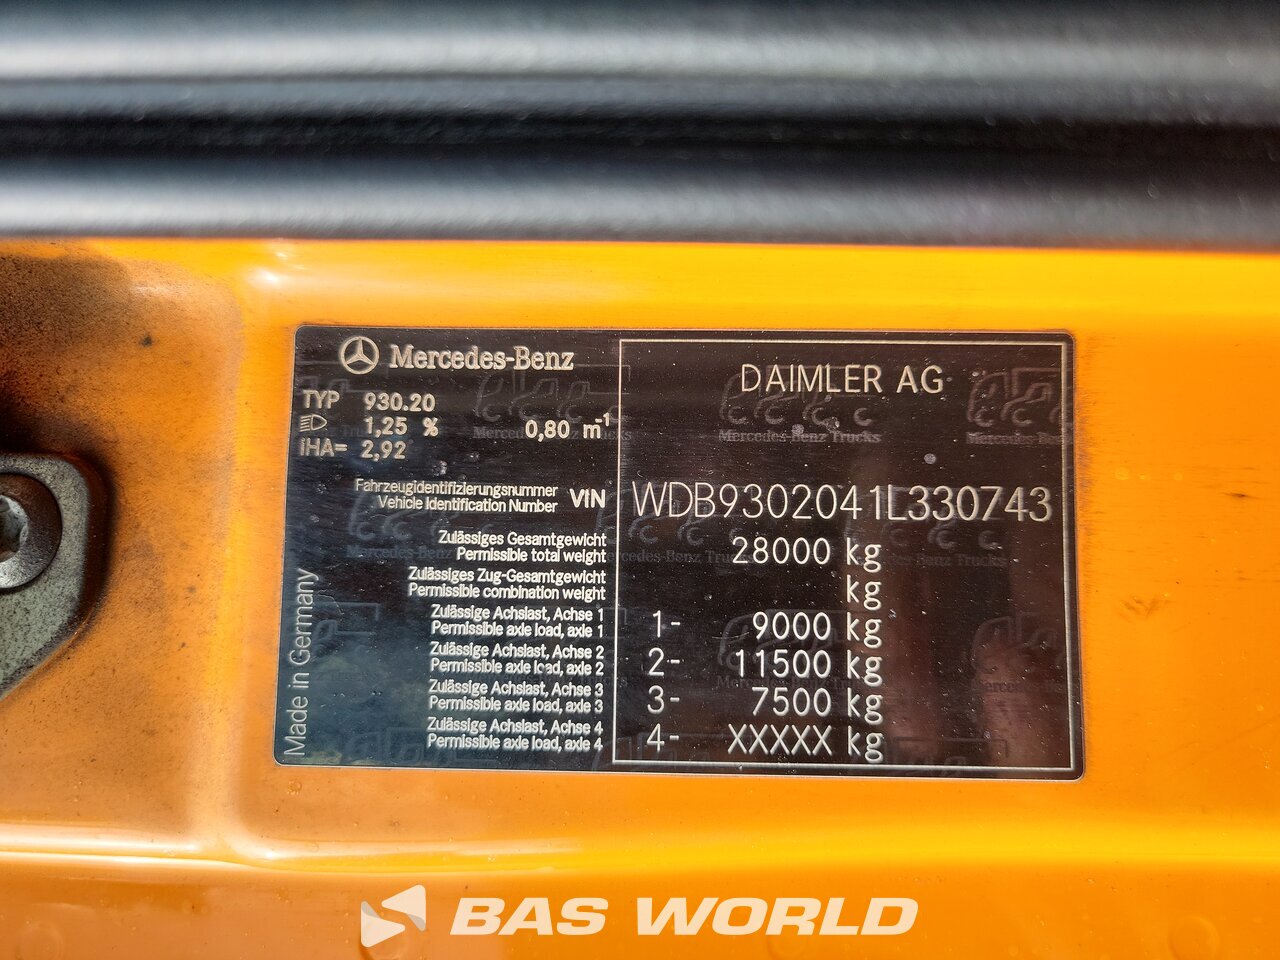 Mercedes-Benz
DAIMLER AG
TYP 930.20
1,25 % 0,80 m⁻¹
iHA= 2,92
Mercedes-Benz Trucks
Fahrzeugidentifizierungsnummer
Vehicle Identification Number
VIN WDB9302041L330743
Zulässiges Gesamtgewicht
Permissible total weight
28000 kg
Zulässiges Zug-Gesamtgewicht
Permissible combination weight
kg
Zulässige Achslast, Achse 1
Permissible axle load, axle 1
1- 9000 kg
Zulässige Achslast, Achse 2
Permissible axle load, axle 2
2- 11500 kg
Zulässige Achslast, Achse 3
Permissible axle load, axle 3
3- 7500 kg
Zulässige Achslast, Achse 4
Permissible axle load, axle 4
4- XXXXX kg
Made in Germany
BAS WORLD